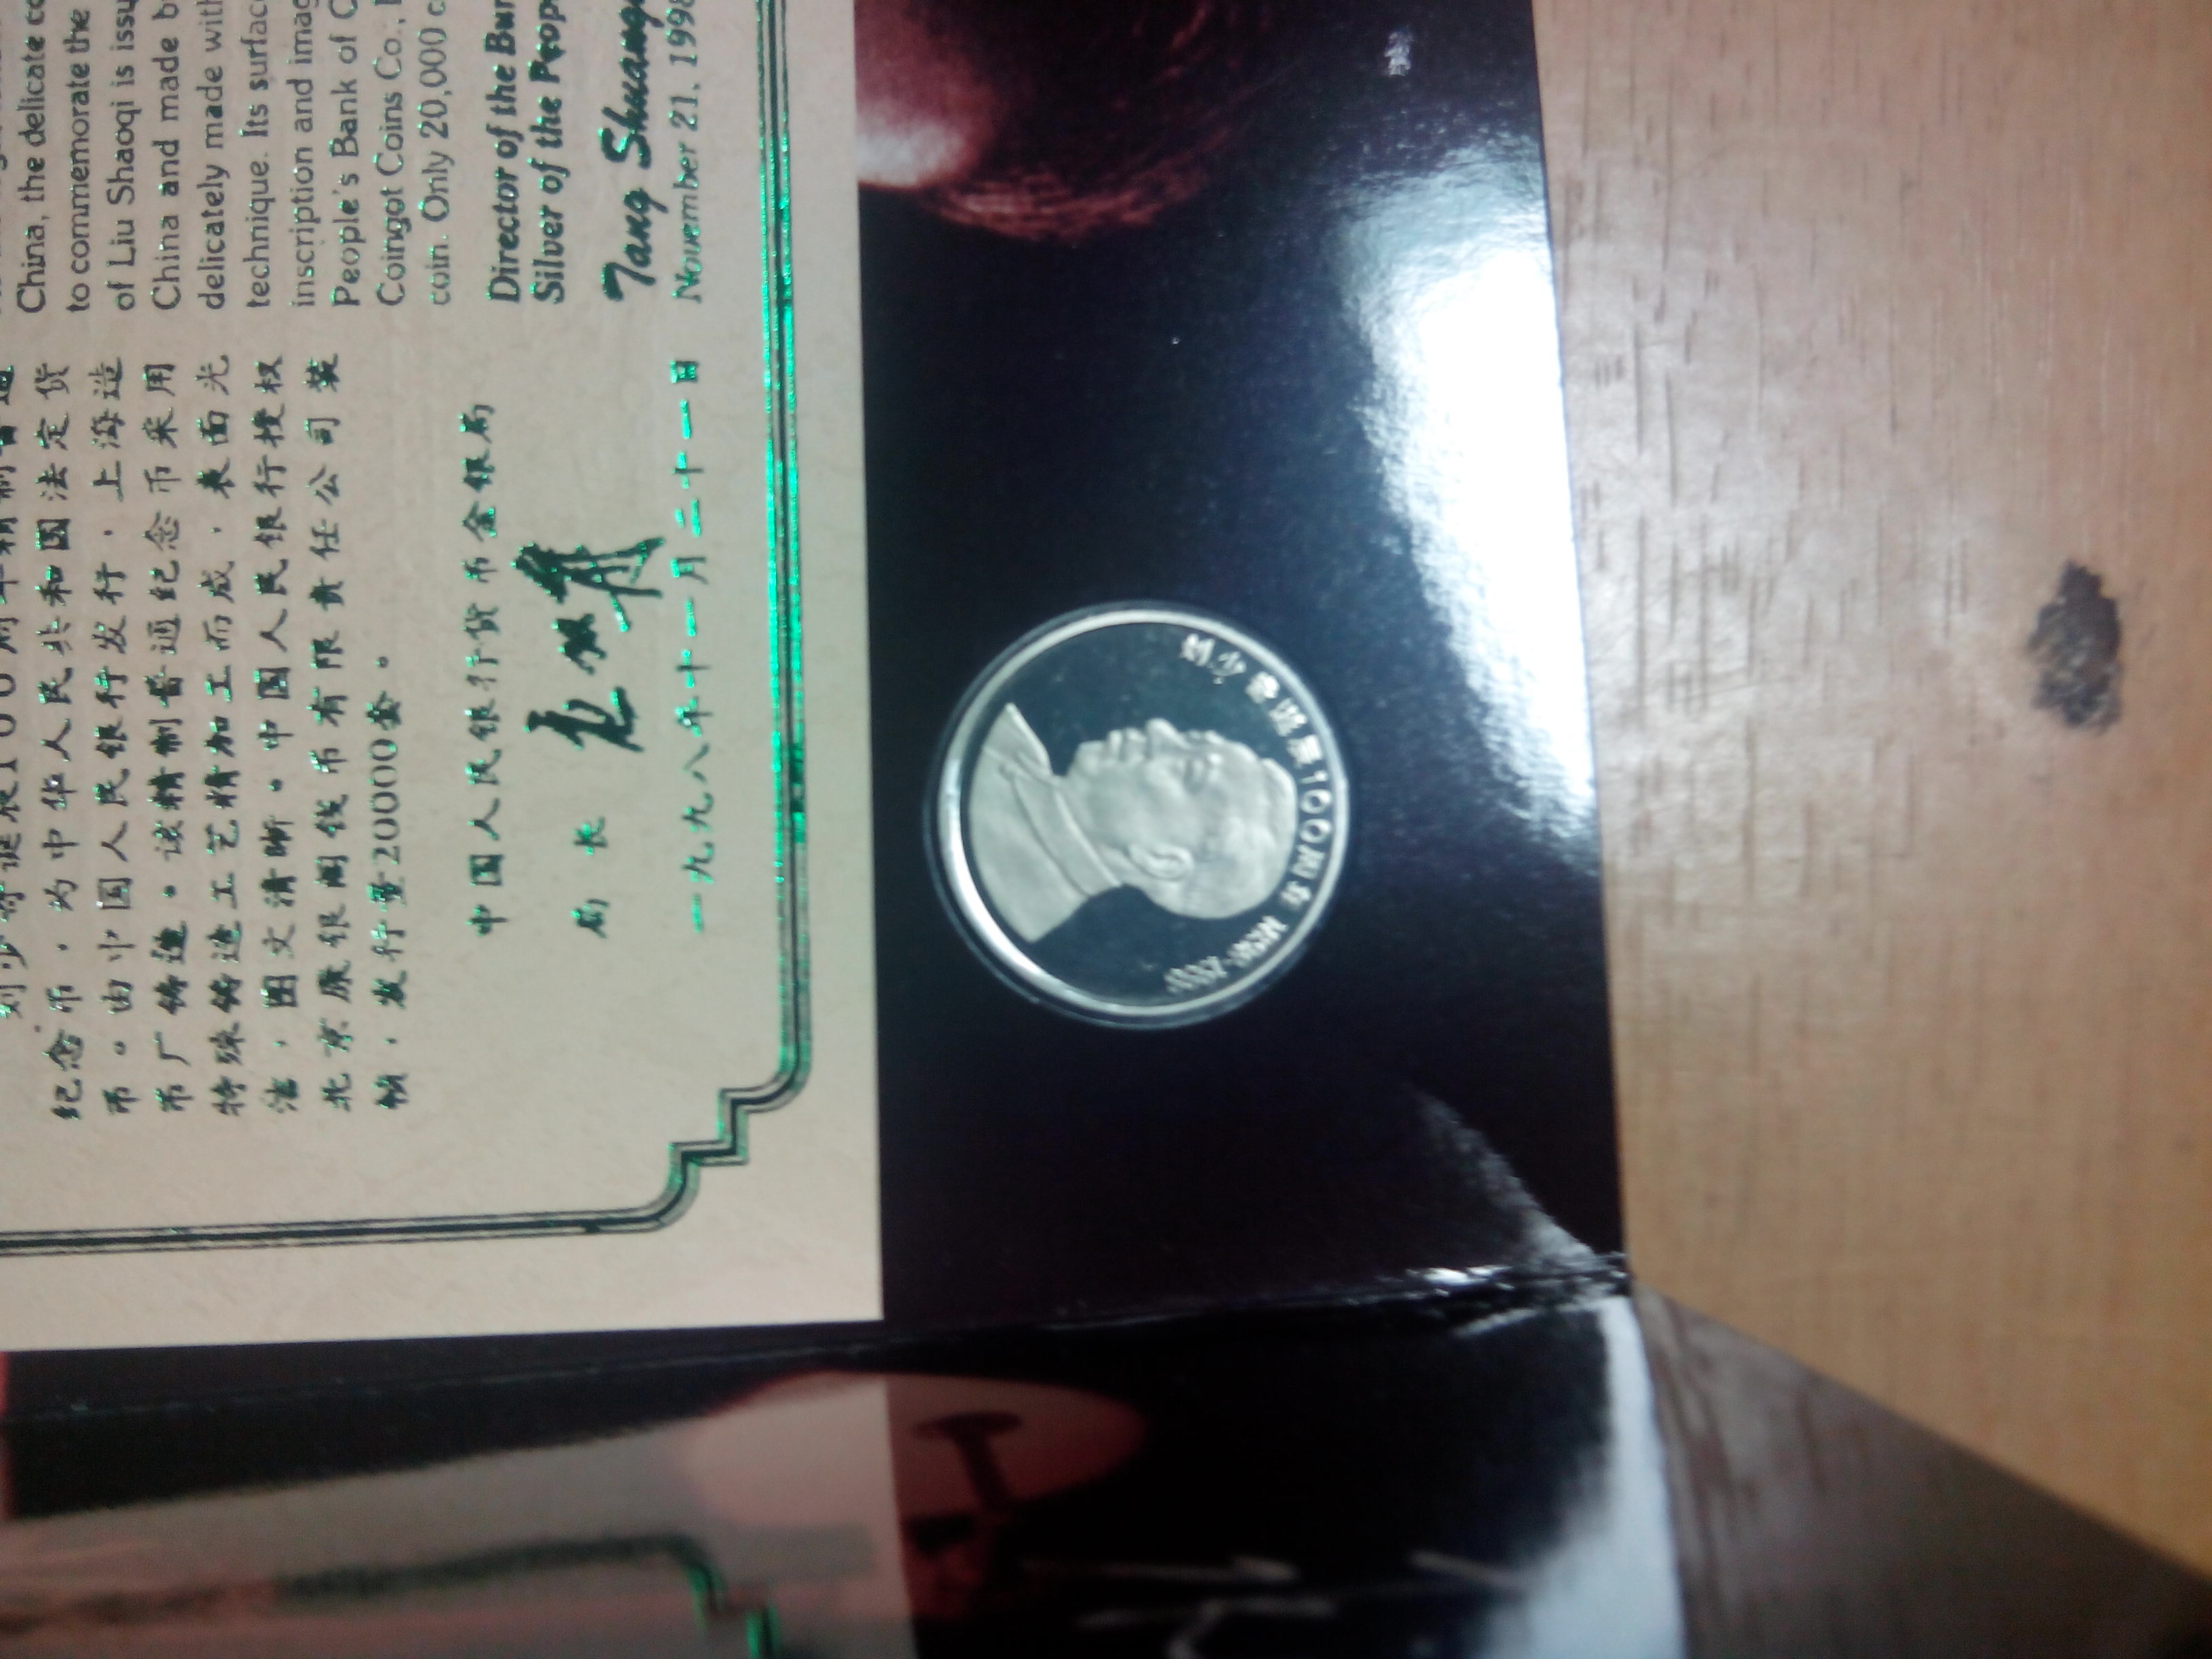 刘少奇诞辰100周年精制普通
纪念币，为中华人民共和国法定货
币。由中国人民银行发行，上海造
币厂铸造。该精制普通纪念币采用
特殊铸造工艺精加工而成，表面光
洁，图文清晰。中国人民银行授权
北京康银阁钱币有限责任公司装
帧，发行量20000套。
中国人民银行货币金银局
局长
一九九八年十一月二十一日
China, the delicate
to commemorate the
of Liu Shaoqi is
China and made
delicately made with
technique. Its
inscription and
People's Bank of
Coingot Coins Co.,
coin. Only 20,000
Director of the
Silver of the
Tang
November 21, 1998
刘少奇诞辰100周年